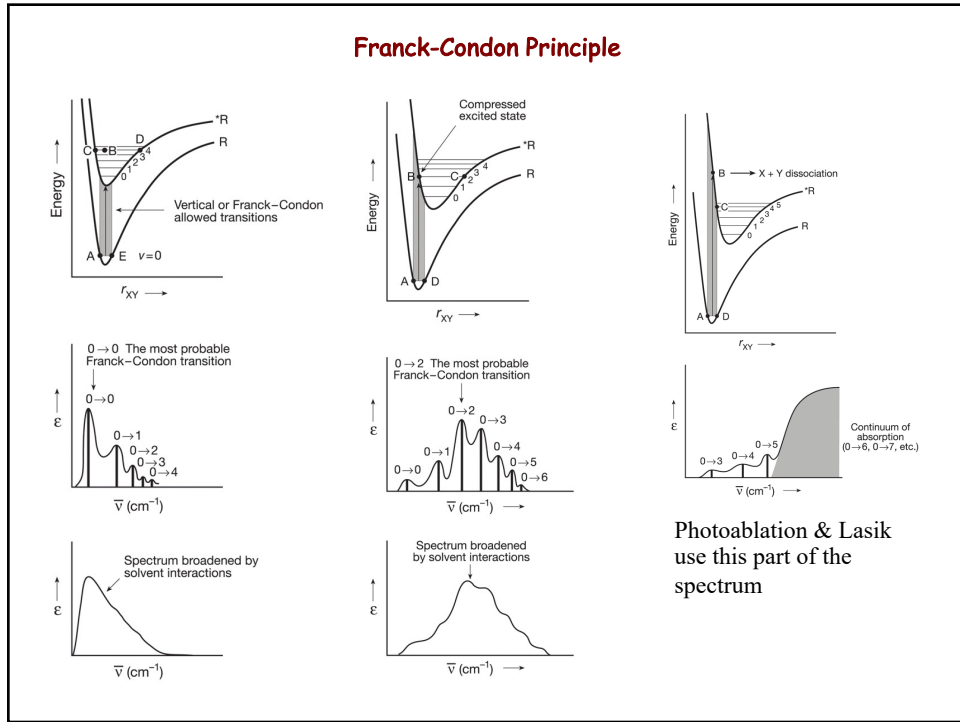 Franck-Condon Principle
*R
R
D
C
B
4
3
2
1
0
Energy
Vertical or Franck–Condon
allowed transitions
A
E
v=0
r XY
0→0 The most probable
Franck–Condon transition
0→0
0→1
0→2
0→3
0→4
ε
ν̅ (cm⁻¹)
Spectrum broadened by
solvent interactions
ε
ν̅ (cm⁻¹)
Compressed
excited state
*R
R
B
C
4
3
2
1
0
Energy
A
D
r XY
0→2 The most probable
Franck–Condon transition
0→2
0→3
0→1
0→4
0→0
0→5
0→6
ε
ν̅ (cm⁻¹)
Spectrum broadened
by solvent interactions
ε
ν̅ (cm⁻¹)
B
X + Y dissociation
*R
C
5
4
3
2
1
0
R
Energy
A
D
r XY
ε
0→3
0→4
0→5
Continuum of
absorption
(0→6, 0→7, etc.)
ν̅ (cm⁻¹)
Photoablation & Lasik
use this part of the
spectrum